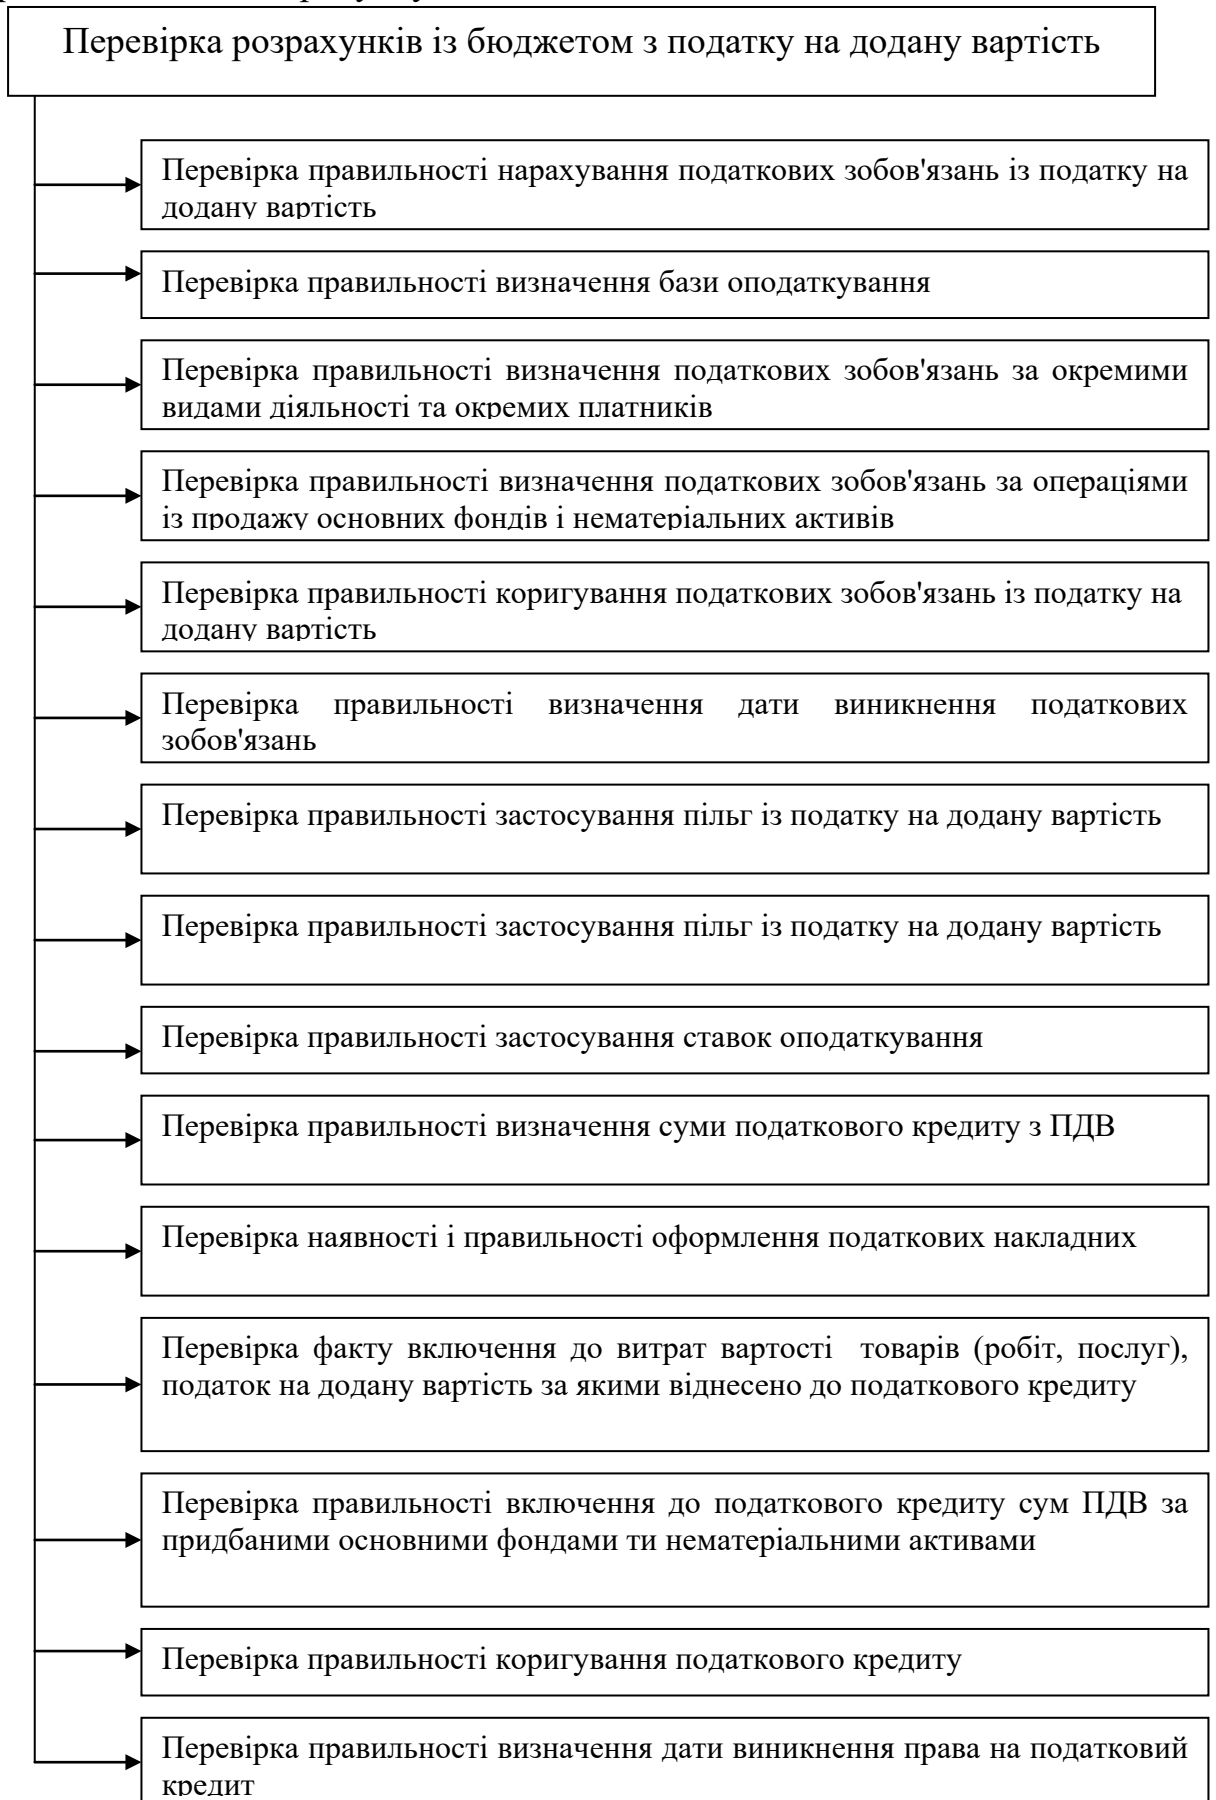 Перевірка розрахунків із бюджетом з податку на додану вартість
Перевірка правильності нарахування податкових зобов'язань із податку на
додану вартість
Перевірка правильності визначення бази оподаткування
Перевірка правильності визначення податкових зобов'язань за окремими
видами діяльності та окремих платників
Перевірка правильності визначення податкових зобов'язань за операціями
із продажу основних фондів і нематеріальних активів
Перевірка правильності коригування податкових зобов'язань із податку на
додану вартість
Перевірка правильності визначення дати виникнення податкових
зобов'язань
Перевірка правильності застосування пільг із податку на додану вартість
Перевірка правильності застосування пільг із податку на додану вартість
Перевірка правильності застосування ставок оподаткування
Перевірка правильності визначення суми податкового кредиту з ПДВ
Перевірка наявності і правильності оформлення податкових накладних
Перевірка факту включення до витрат вартості товарів (робіт, послуг),
податок на додану вартість за якими віднесено до податкового кредиту
Перевірка правильності включення до податкового кредиту сум ПДВ за
придбаними основними фондами ти нематеріальними активами
Перевірка правильності коригування податкового кредиту
Перевірка правильності визначення дати виникнення права на податковий
кредит